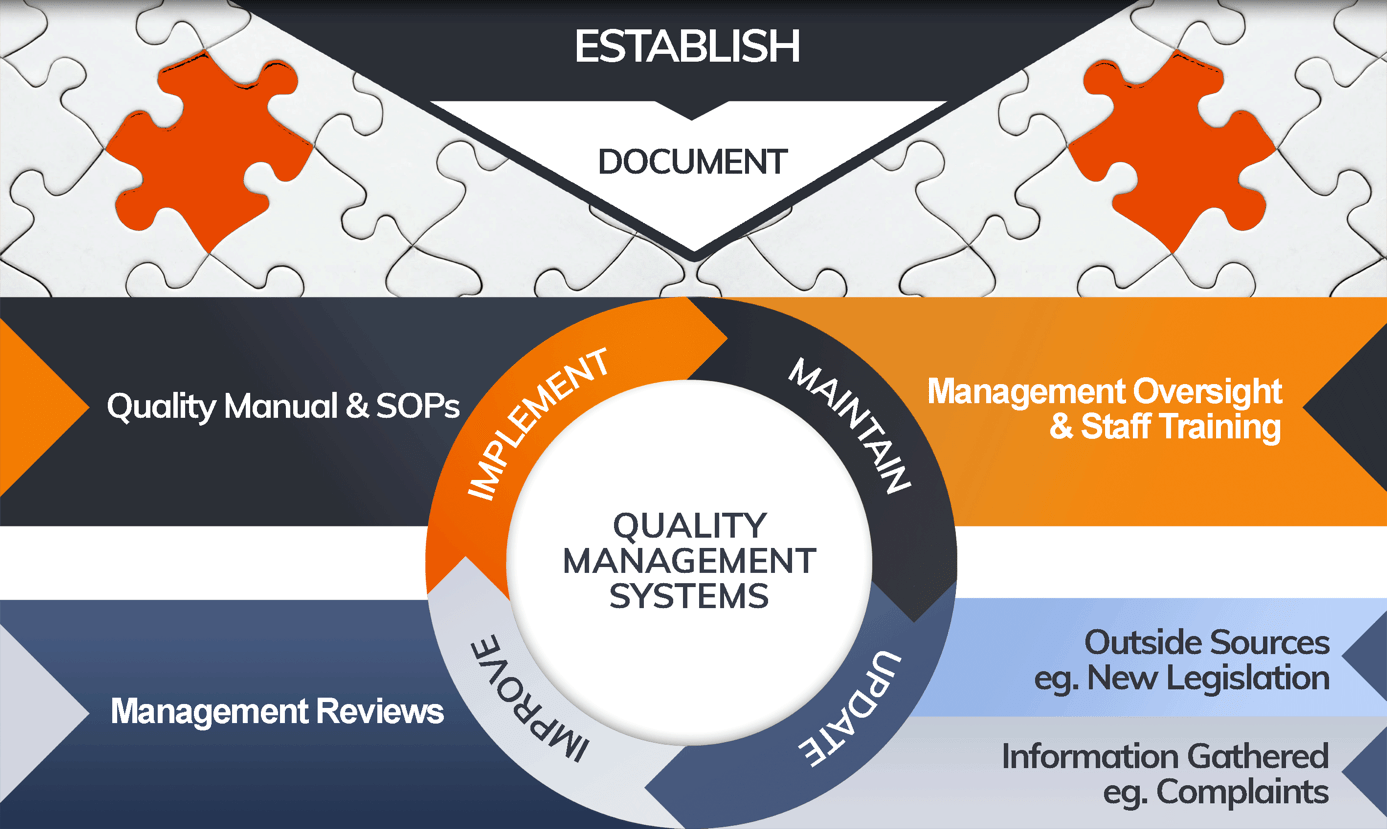 ESTABLISH
DOCUMENT
IMPLEMENT
MAINTAIN
Quality Manual & SOPs
Management Oversight
& Staff Training
QUALITY
MANAGEMENT
SYSTEMS
IMPROVE
UPDATE
Management Reviews
Outside Sources
eg. New Legislation
Information Gathered
eg. Complaints